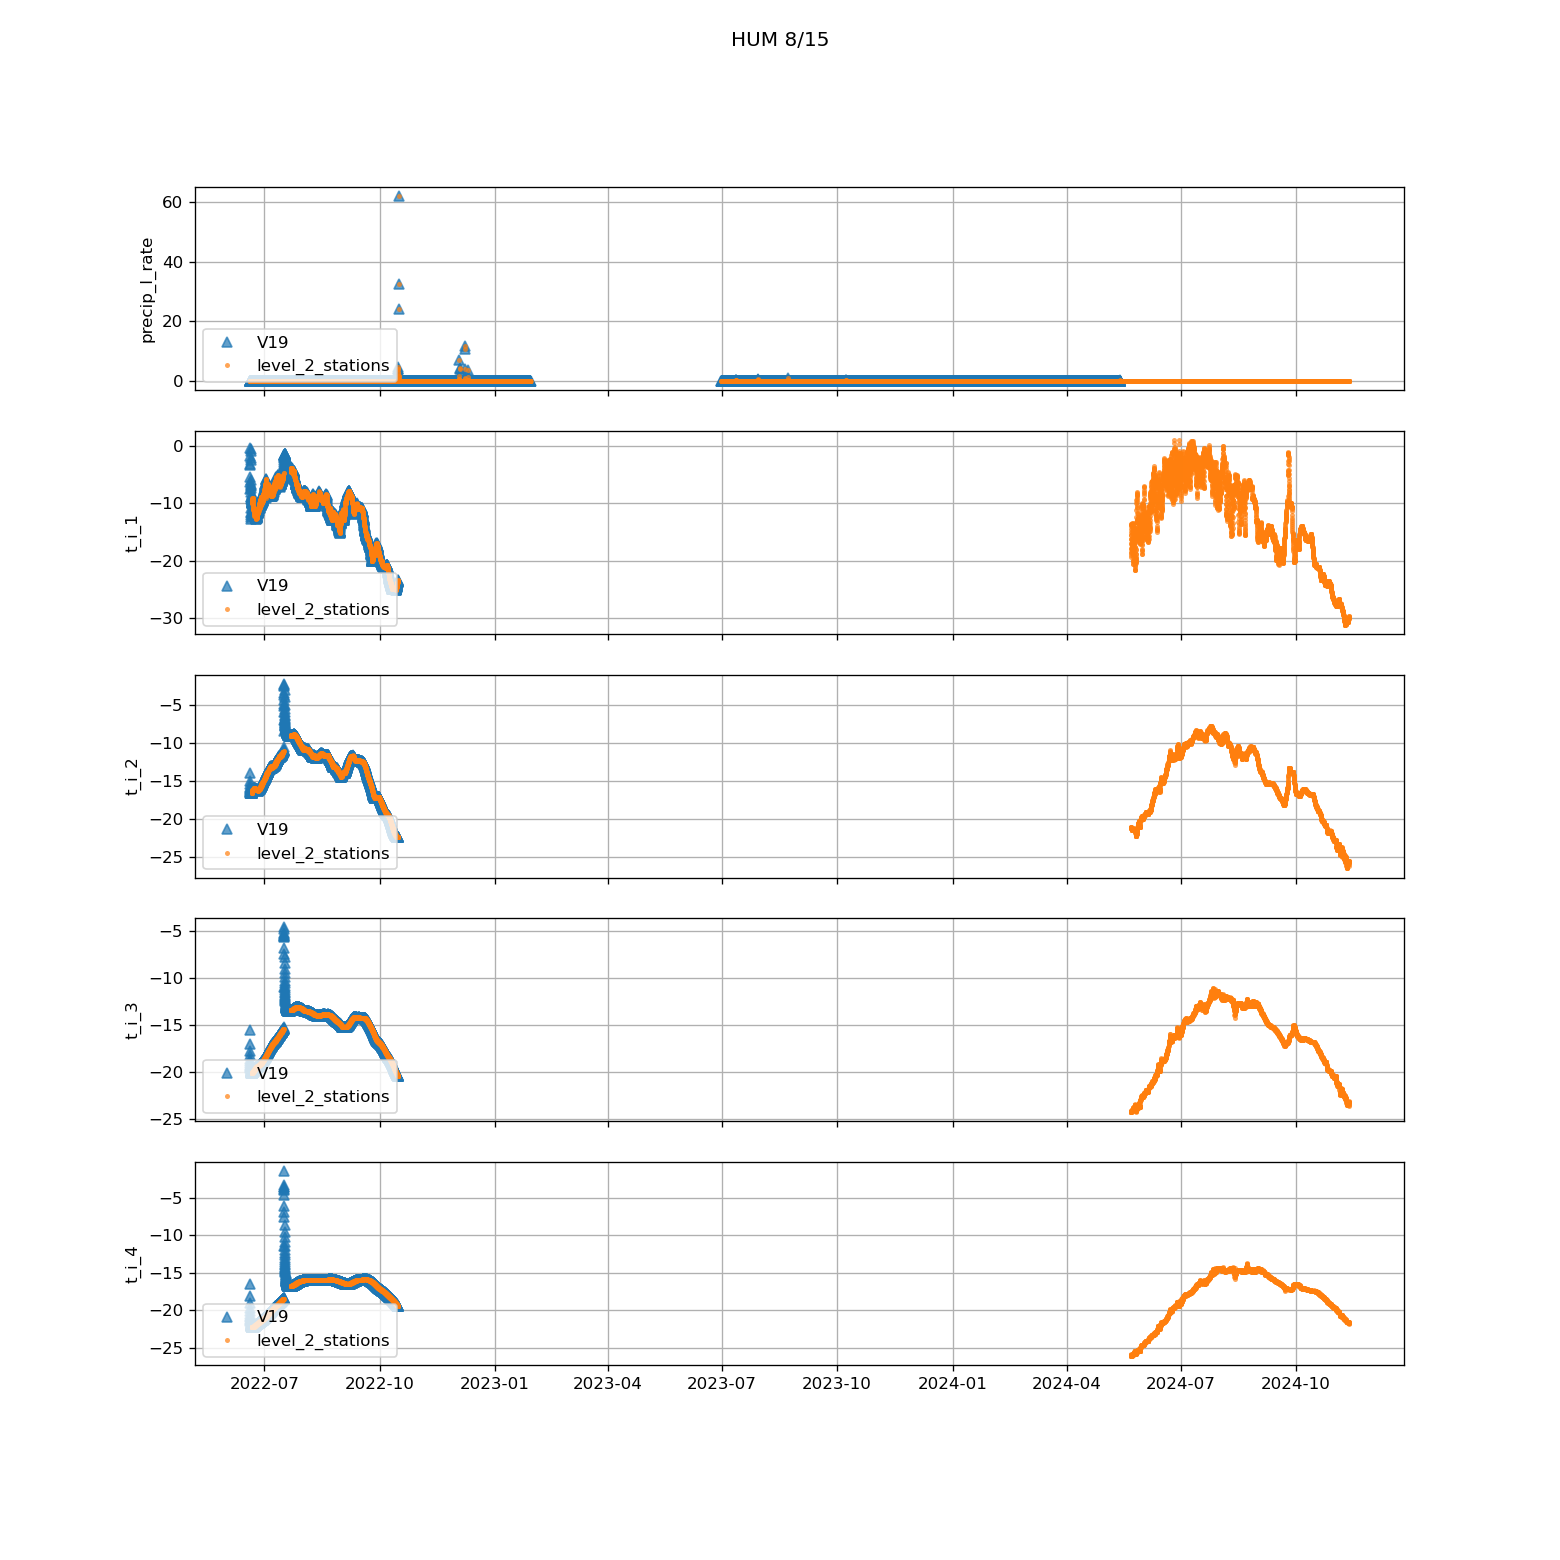 HUM 8/15
60
40
20
0
precip_l_rate
V19
level_2_stations
0
−10
−20
−30
t_i_1
V19
level_2_stations
−5
−10
−15
−20
−25
t_i_2
V19
level_2_stations
−5
−10
−15
−20
−25
t_i_3
V19
level_2_stations
−5
−10
−15
−20
−25
t_i_4
V19
level_2_stations
2022-07 2022-10 2023-01 2023-04 2023-07 2023-10 2024-01 2024-04 2024-07 2024-10